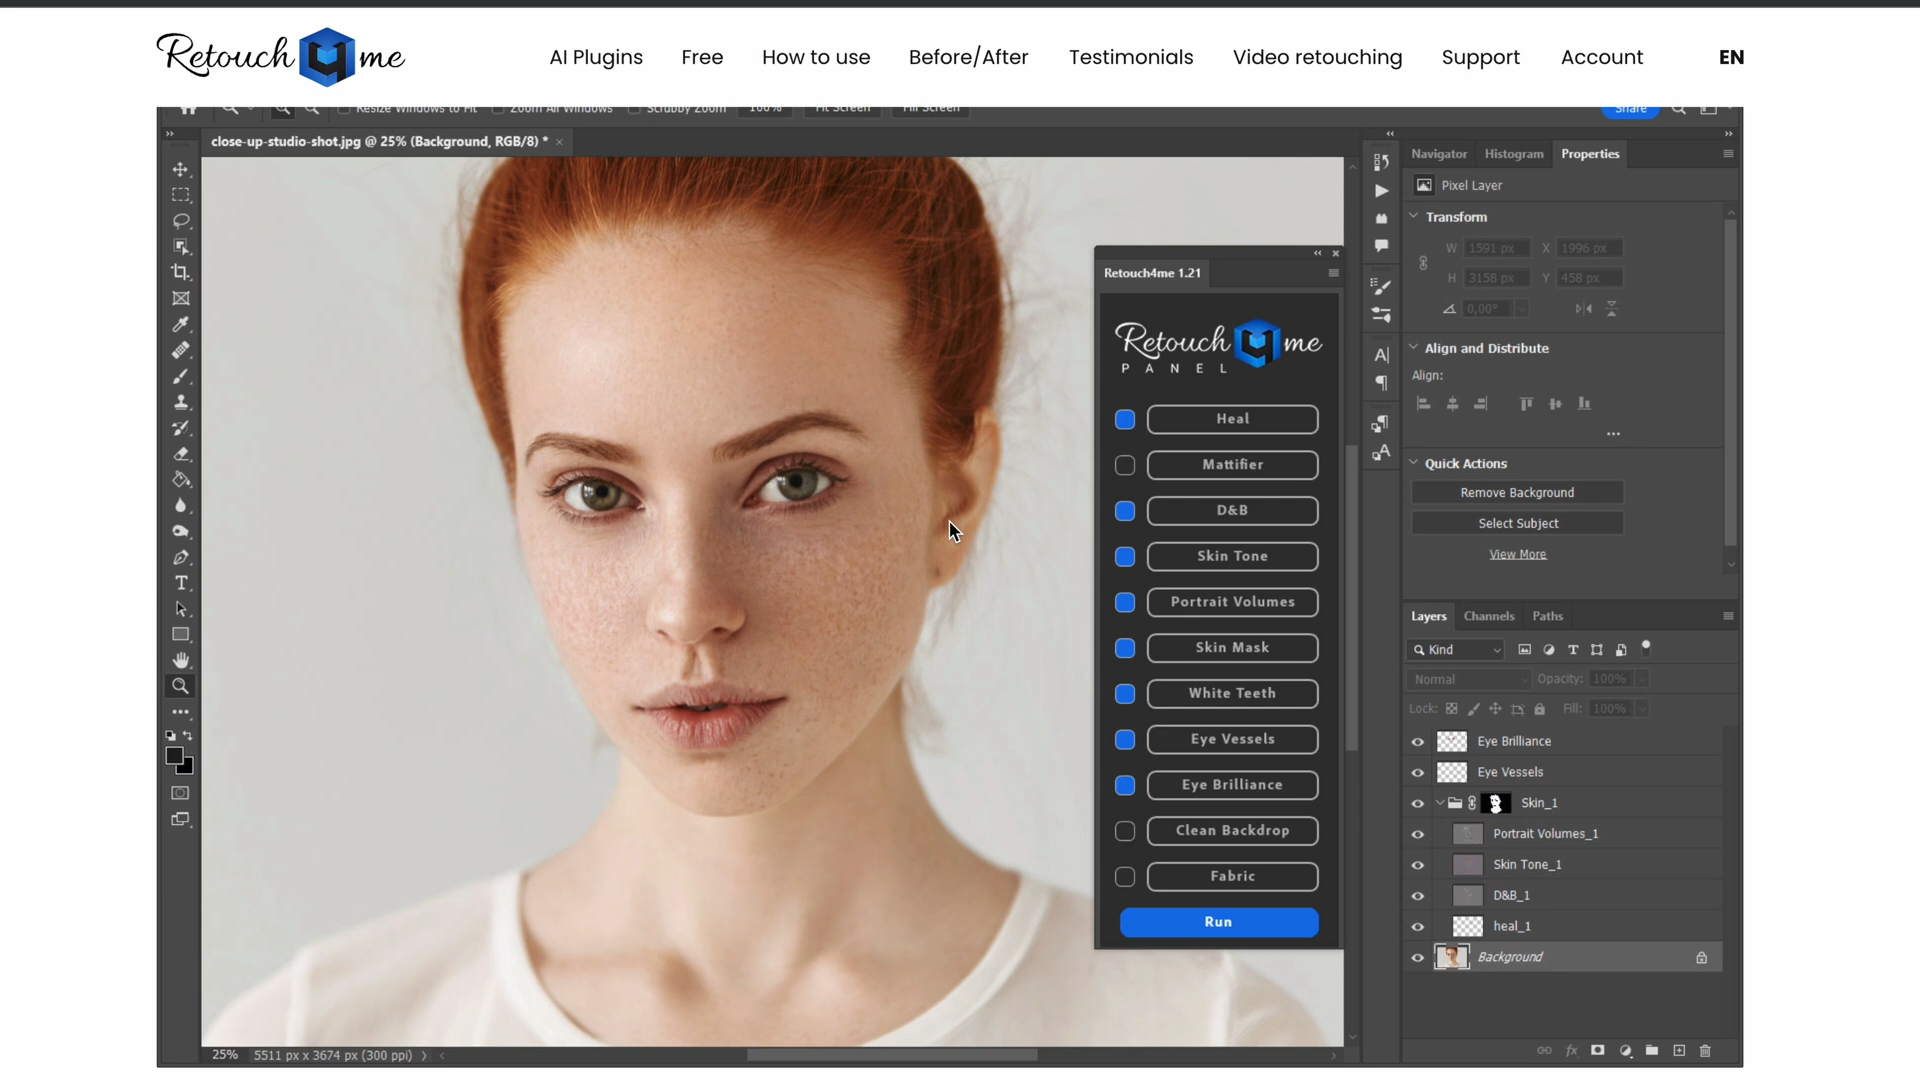 Retouch me
AI Plugins
Free
How to use
Before/After
Testimonials
Video retouching
Support
Account
EN
Resize Windows to Fit
Zoom All Windows
Scrubby Zoom
100%
Fit Screen
Fill Screen
Share
close-up-studio-shot.jpg @ 25% (Background, RGB/8) *
Navigator
Histogram
Properties
Pixel Layer
Transform
W 1591 px X 1996 px
H 3158 px Y 458 px
0,00°
Align and Distribute
Align:
Quick Actions
Remove Background
Select Subject
View More
Retouch4me 1.21
Retouch me
PANEL
Heal
Mattifier
D&B
Skin Tone
Portrait Volumes
Skin Mask
White Teeth
Eye Vessels
Eye Brilliance
Clean Backdrop
Fabric
Run
Layers
Channels
Paths
Kind
Normal
Opacity: 100%
Lock:
Fill: 100%
Eye Brilliance
Eye Vessels
Skin_1
Portrait Volumes_1
Skin Tone_1
D&B_1
heal_1
Background
25%
5511 px x 3674 px (300 ppi)